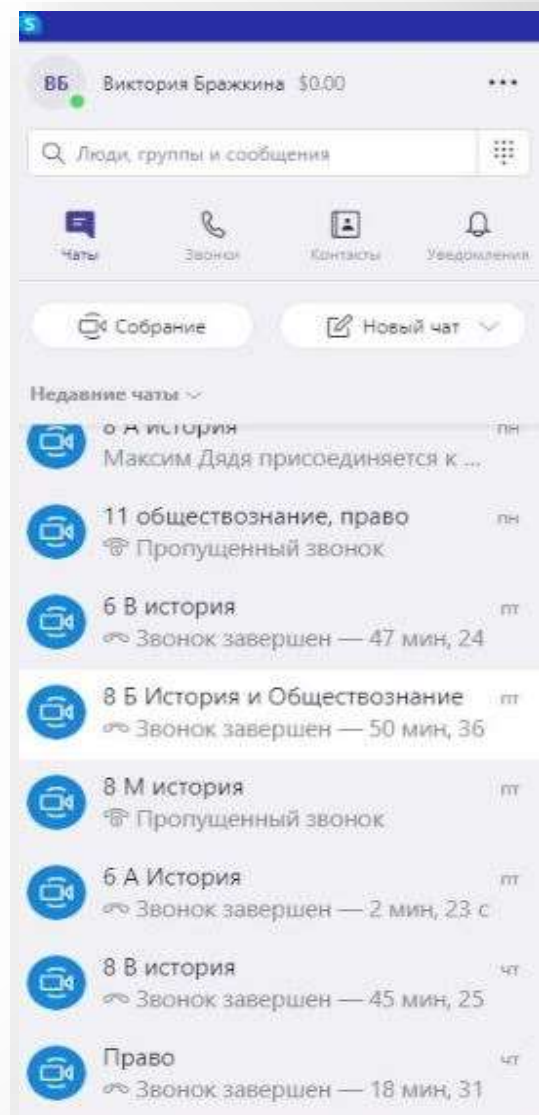 S
ВБ Виктория Бражкина $0.00
Люди, группы и сообщения
Чаты Звонки Контакты Уведомления
Собрание Новый чат
Недавние чаты
8 А история пн
Максим Дядя присоединяется к ...
11 обществознание, право пн
Пропущенный звонок
6 В история пт
Звонок завершен — 47 мин, 24
8 Б История и Обществознание пт
Звонок завершен — 50 мин, 36
8 М история пт
Пропущенный звонок
6 А История пт
Звонок завершен — 2 мин, 23 с
8 В история чт
Звонок завершен — 45 мин, 25
Право чт
Звонок завершен — 18 мин, 31